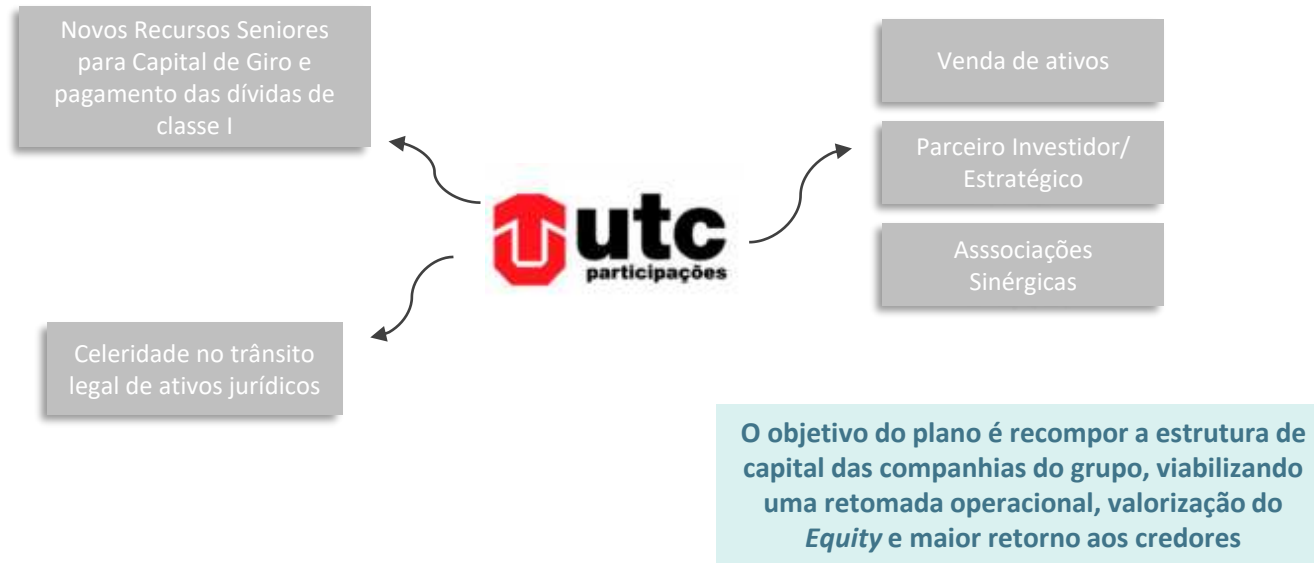 Novos Recursos Seniores
para Capital de Giro e
pagamento das dívidas de
classe I
Venda de ativos
Parceiro Investidor/
Estratégico
Asssociações
Sinérgicas
utc
participações
Celeridade no trânsito
legal de ativos jurídicos
O objetivo do plano é recompor a estrutura de
capital das companhias do grupo, viabilizando
uma retomada operacional, valorização do
Equity e maior retorno aos credores